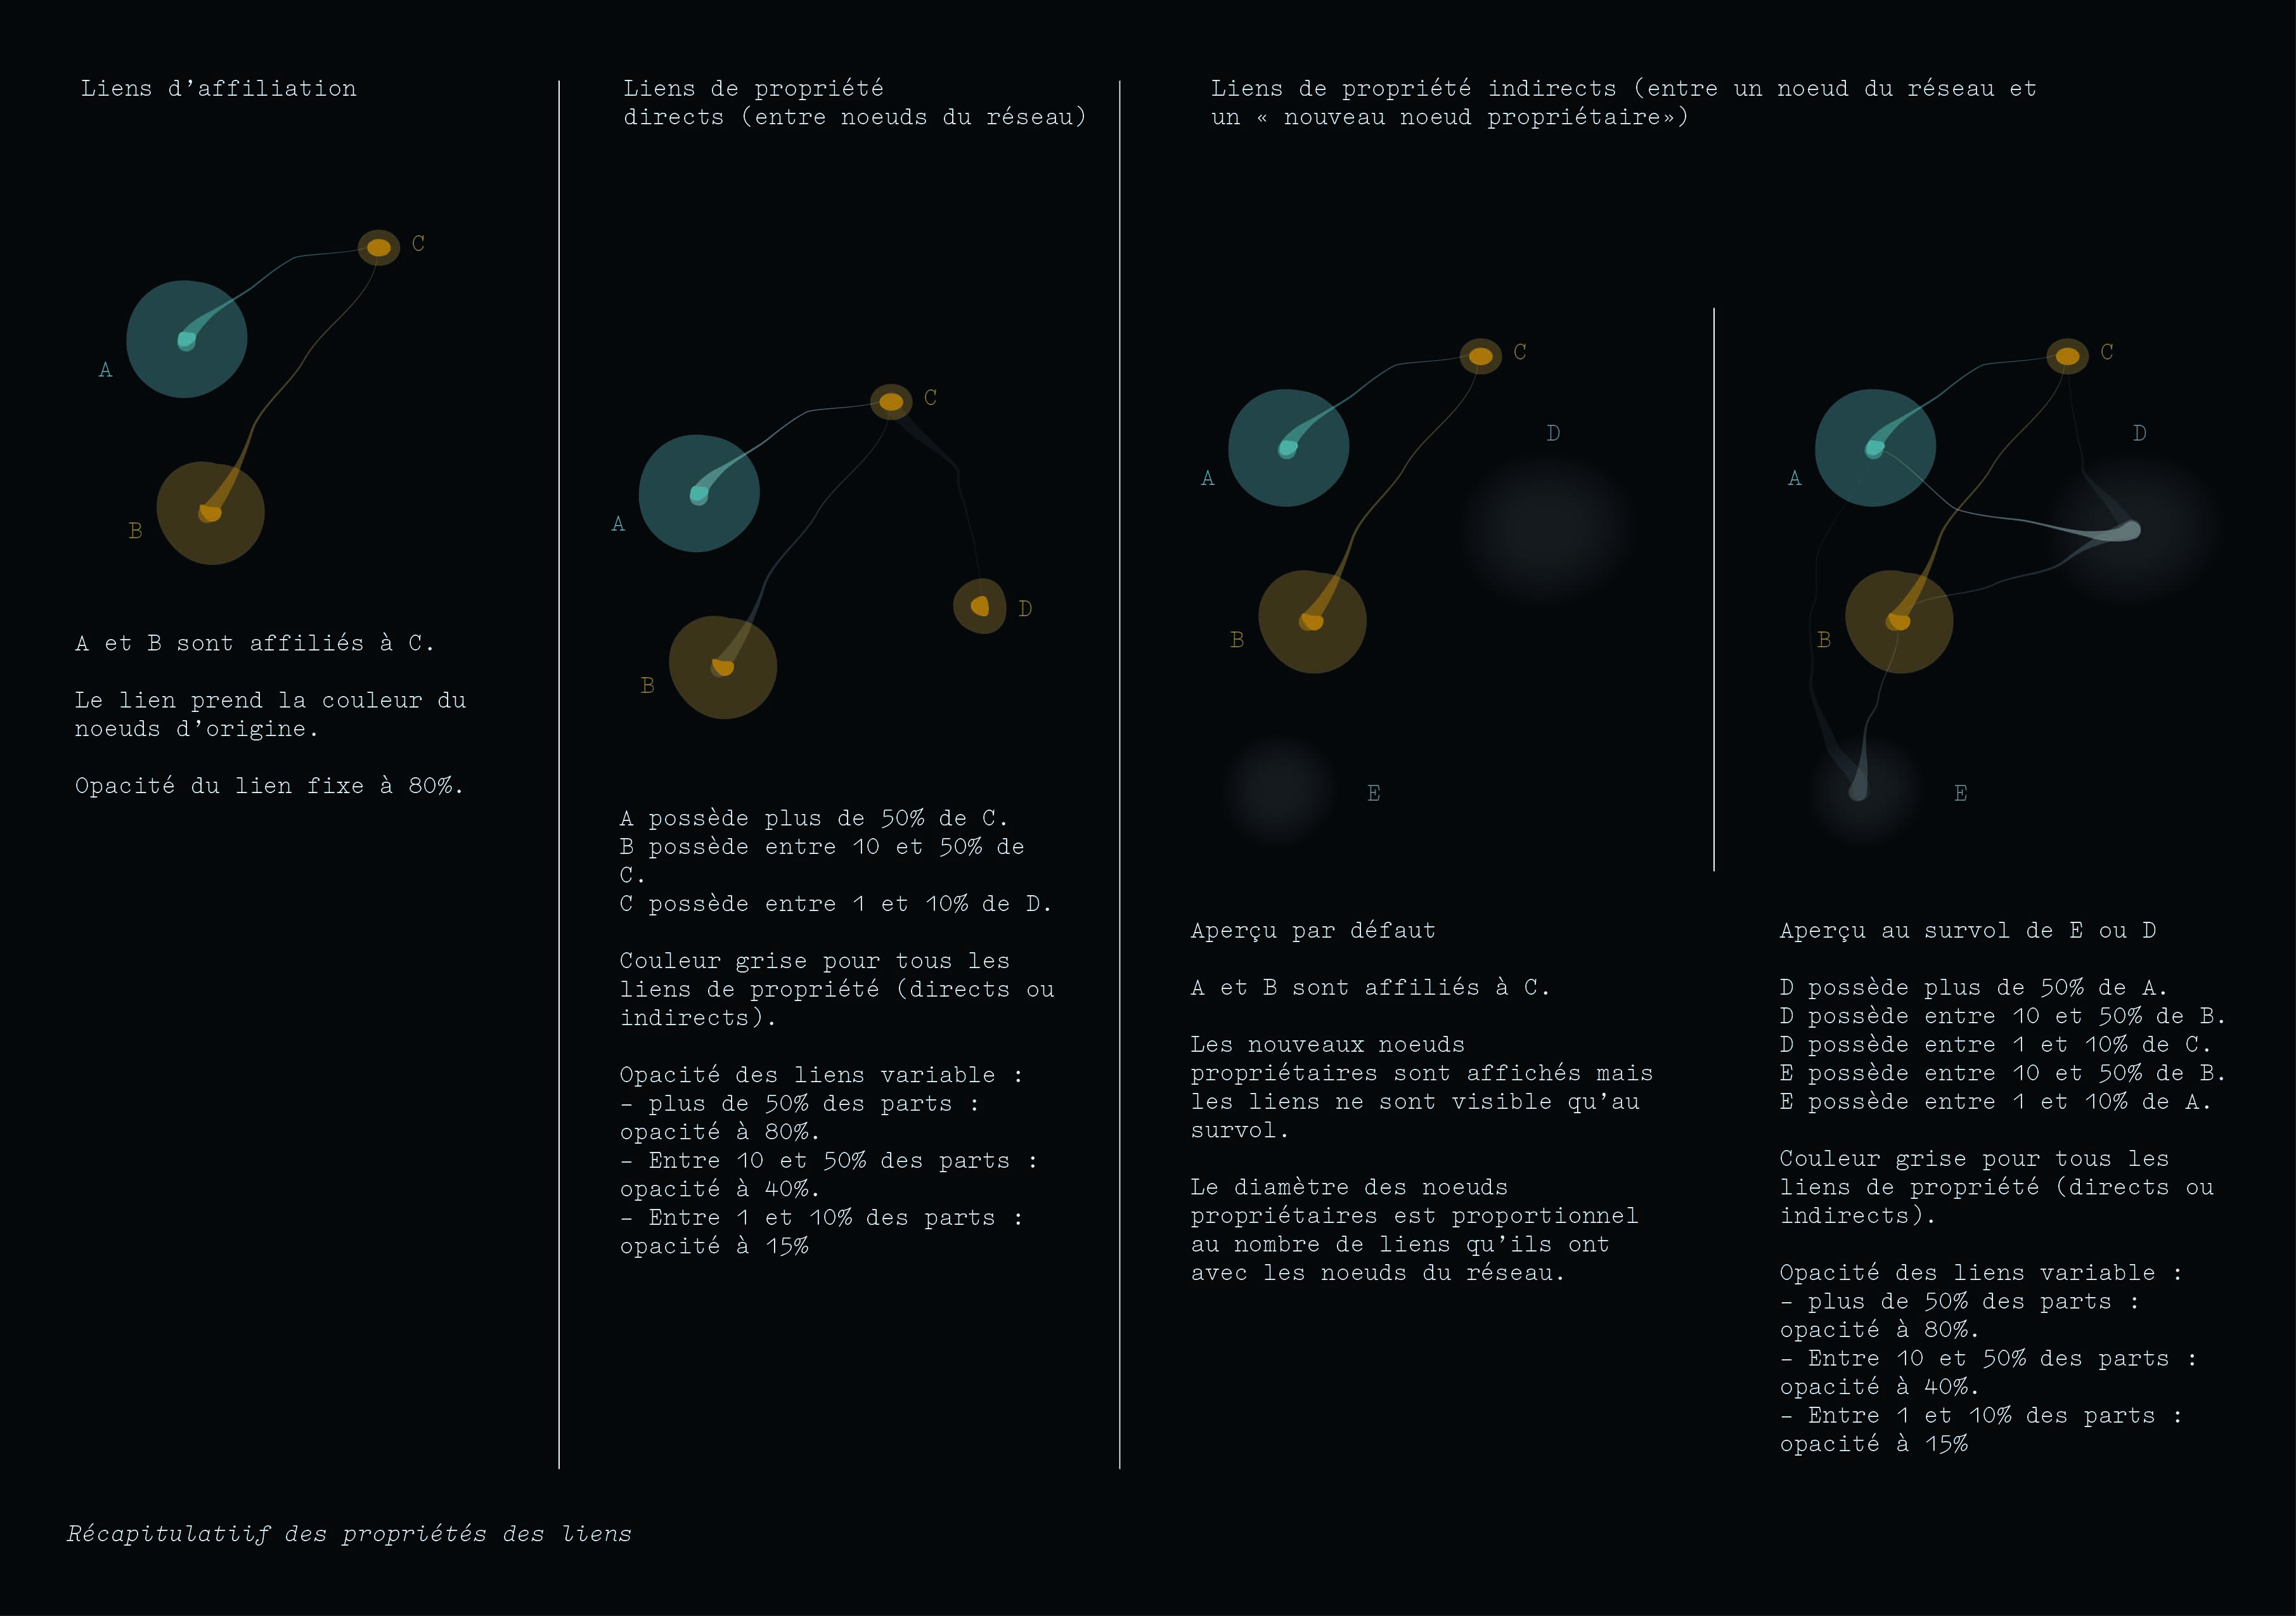 Liens d’affiliation
C
A
B
A et B sont affiliés à C.
Le lien prend la couleur du
noeuds d’origine.
Opacité du lien fixe à 80%.
Liens de propriété
directs (entre noeuds du réseau)
C
A
D
B
A possède plus de 50% de C.
B possède entre 10 et 50% de
C.
C possède entre 1 et 10% de D.
Couleur grise pour tous les
liens de propriété (directs ou
indirects).
Opacité des liens variable :
- plus de 50% des parts :
opacité à 80%.
- Entre 10 et 50% des parts :
opacité à 40%.
- Entre 1 et 10% des parts :
opacité à 15%
Liens de propriété indirects (entre un noeud du réseau et
un « nouveau noeud propriétaire»)
C
D
A
B
E
Aperçu par défaut
A et B sont affiliés à C.
Les nouveaux noeuds
propriétaires sont affichés mais
les liens ne sont visible qu’au
survol.
Le diamètre des noeuds
propriétaires est proportionnel
au nombre de liens qu’ils ont
avec les noeuds du réseau.
C
D
A
B
E
Aperçu au survol de E ou D
D possède plus de 50% de A.
D possède entre 10 et 50% de B.
D possède entre 1 et 10% de C.
E possède entre 10 et 50% de B.
E possède entre 1 et 10% de A.
Couleur grise pour tous les
liens de propriété (directs ou
indirects).
Opacité des liens variable :
- plus de 50% des parts :
opacité à 80%.
- Entre 10 et 50% des parts :
opacité à 40%.
- Entre 1 et 10% des parts :
opacité à 15%
Récapitulatiif des propriétés des liens